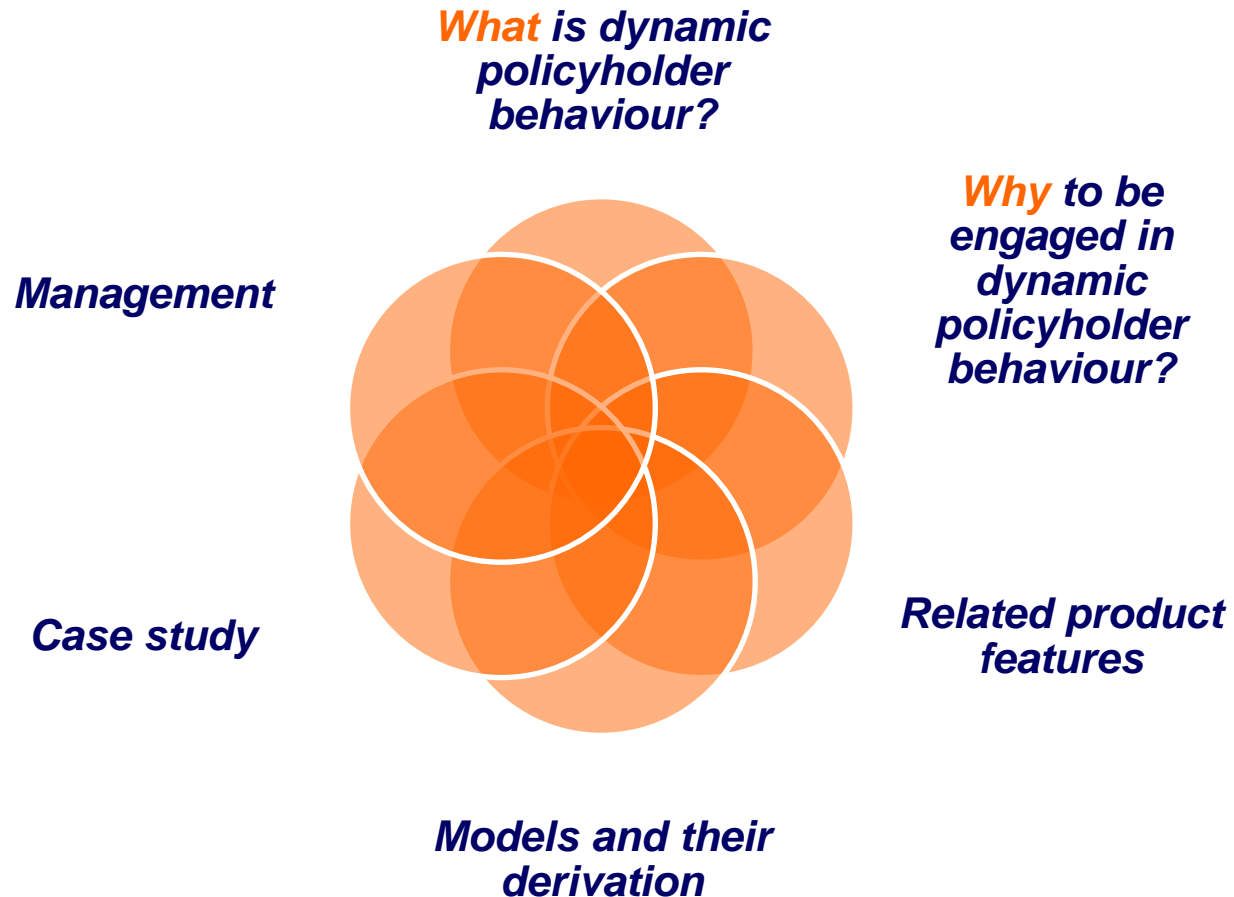 What is dynamic
policyholder
behaviour?
Why to be
engaged in
dynamic
policyholder
behaviour?
Related product
features
Models and their
derivation
Case study
Management